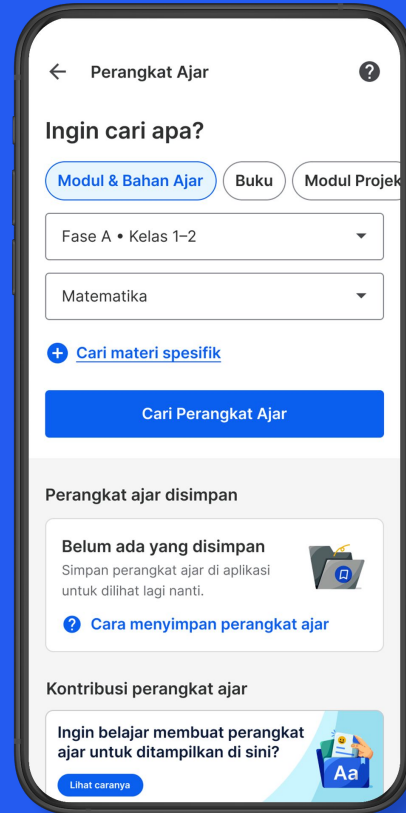 Perangkat Ajar
Ingin cari apa?
Modul & Bahan Ajar Buku Modul Projek
Fase A • Kelas 1–2
Matematika
Cari materi spesifik
Cari Perangkat Ajar
Perangkat ajar disimpan
Belum ada yang disimpan
Simpan perangkat ajar di aplikasi
untuk dilihat lagi nanti.
Cara menyimpan perangkat ajar
Kontribusi perangkat ajar
Ingin belajar membuat perangkat
ajar untuk ditampilkan di sini?
Aa
Lihat caranya